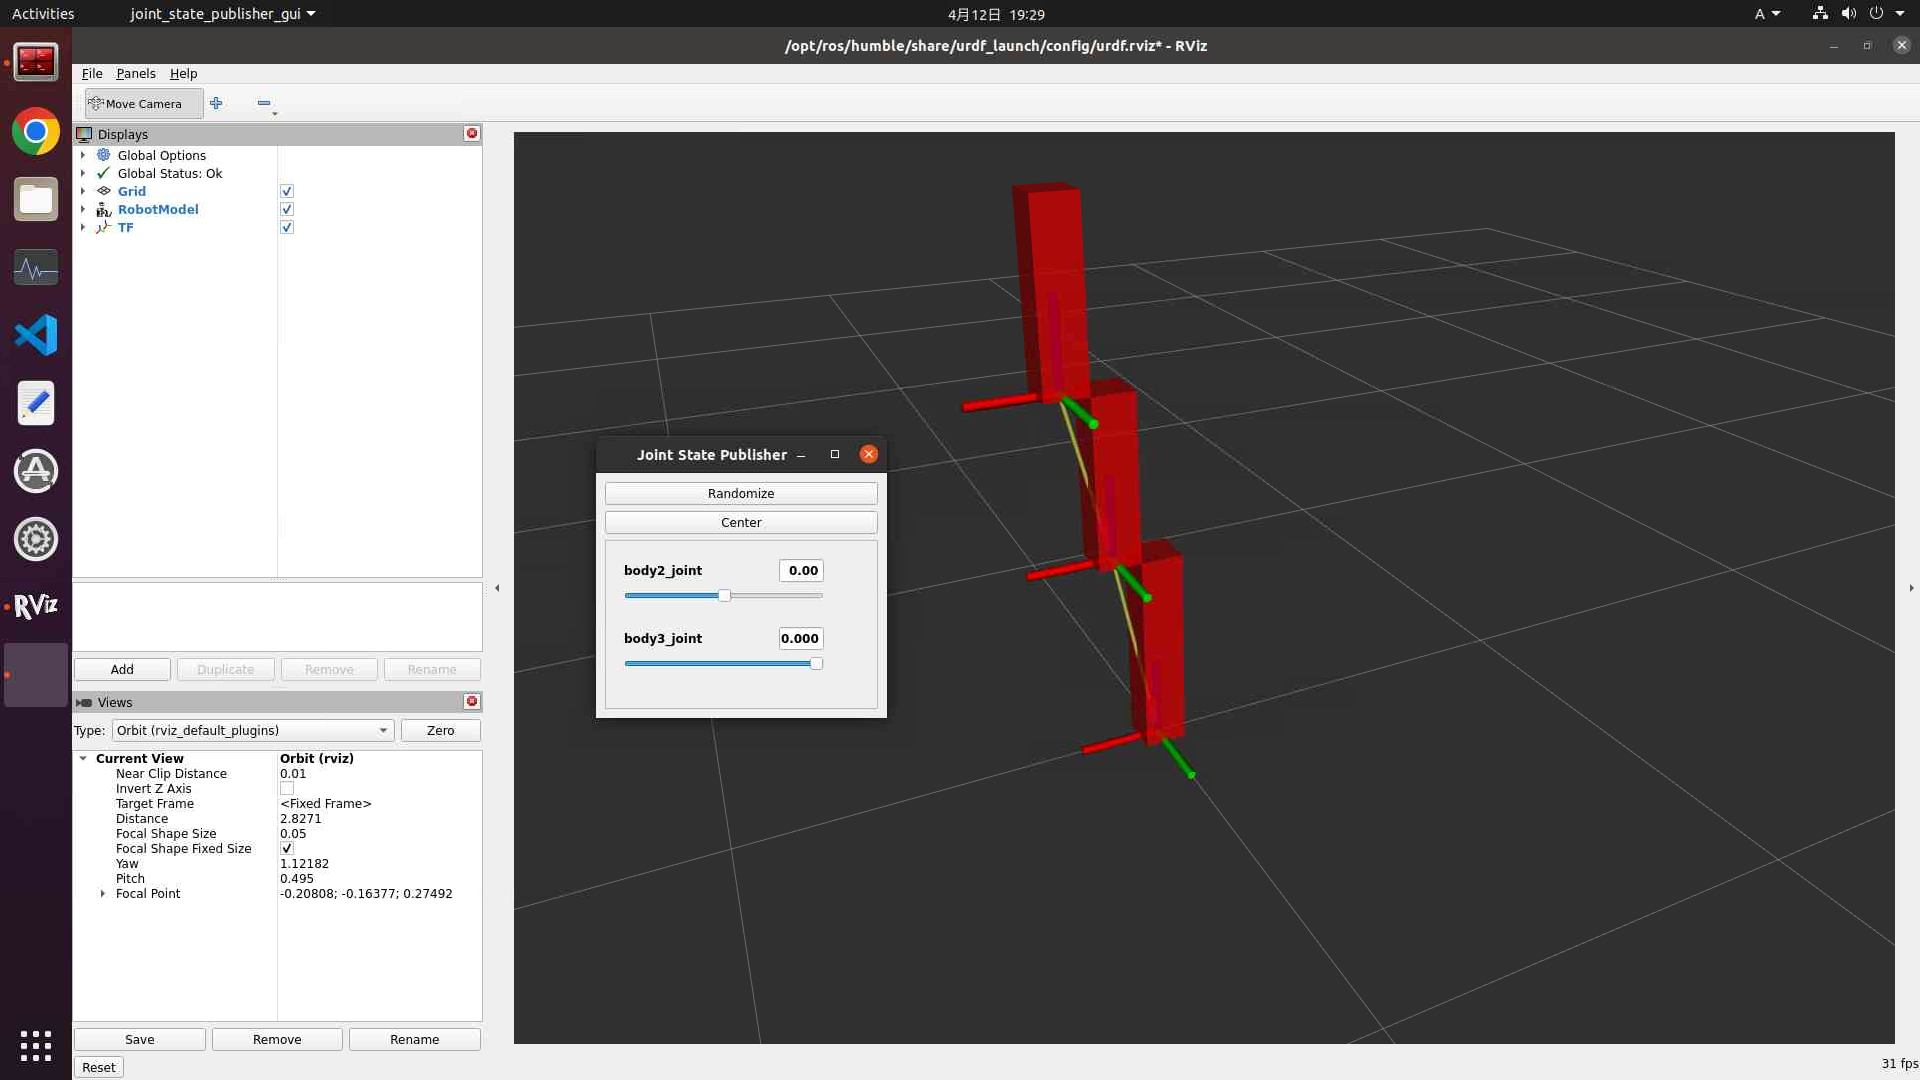 Activities
joint_state_publisher_gui
4月12日 19:29
A
/opt/ros/humble/share/urdf_launch/config/urdf.rviz* - RViz
File Panels Help
Move Camera
Displays
Global Options
Global Status: Ok
Grid
RobotModel
TF
Add Duplicate Remove Rename
Views
Type: Orbit (rviz_default_plugins) Zero
Current View Orbit (rviz)
Near Clip Distance 0.01
Invert Z Axis
Target Frame <Fixed Frame>
Distance 2.8271
Focal Shape Size 0.05
Focal Shape Fixed Size
Yaw 1.12182
Pitch 0.495
Focal Point -0.20808; -0.16377; 0.27492
Save Remove Rename
Reset
RViz
Joint State Publisher
Randomize
Center
body2_joint 0.00
body3_joint 0.000
31 fps